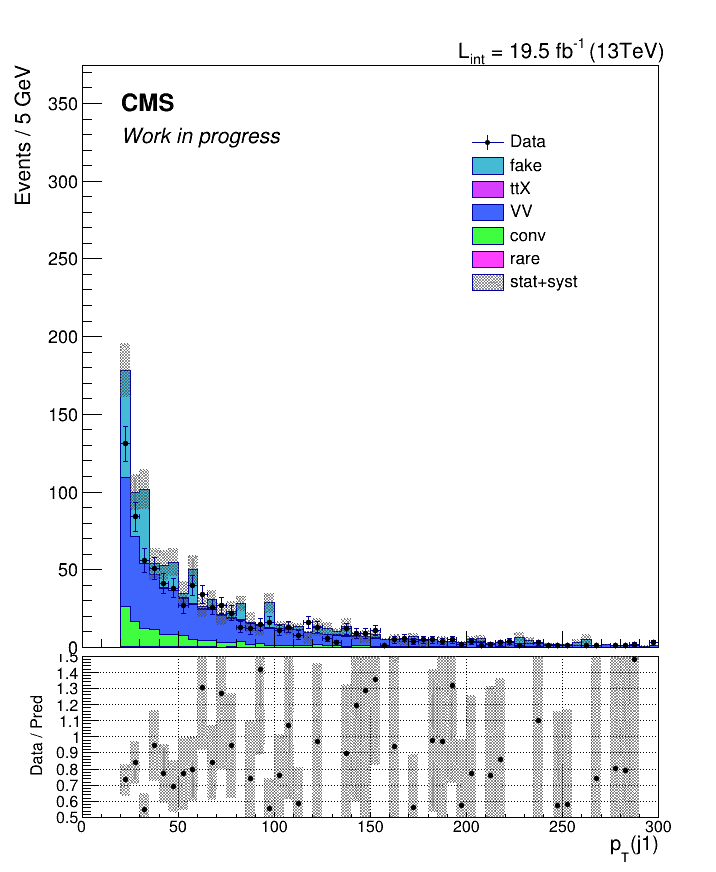 L_int = 19.5 fb^-1 (13TeV)
Events / 5 GeV
CMS
Work in progress
350
300
250
200
150
100
50
0
Data
fake
ttX
VV
conv
rare
stat+syst
Data / Pred
1.5
1.4
1.3
1.2
1.1
1
0.9
0.8
0.7
0.6
0.5
0 50 100 150 200 250 300
p_T(j1)